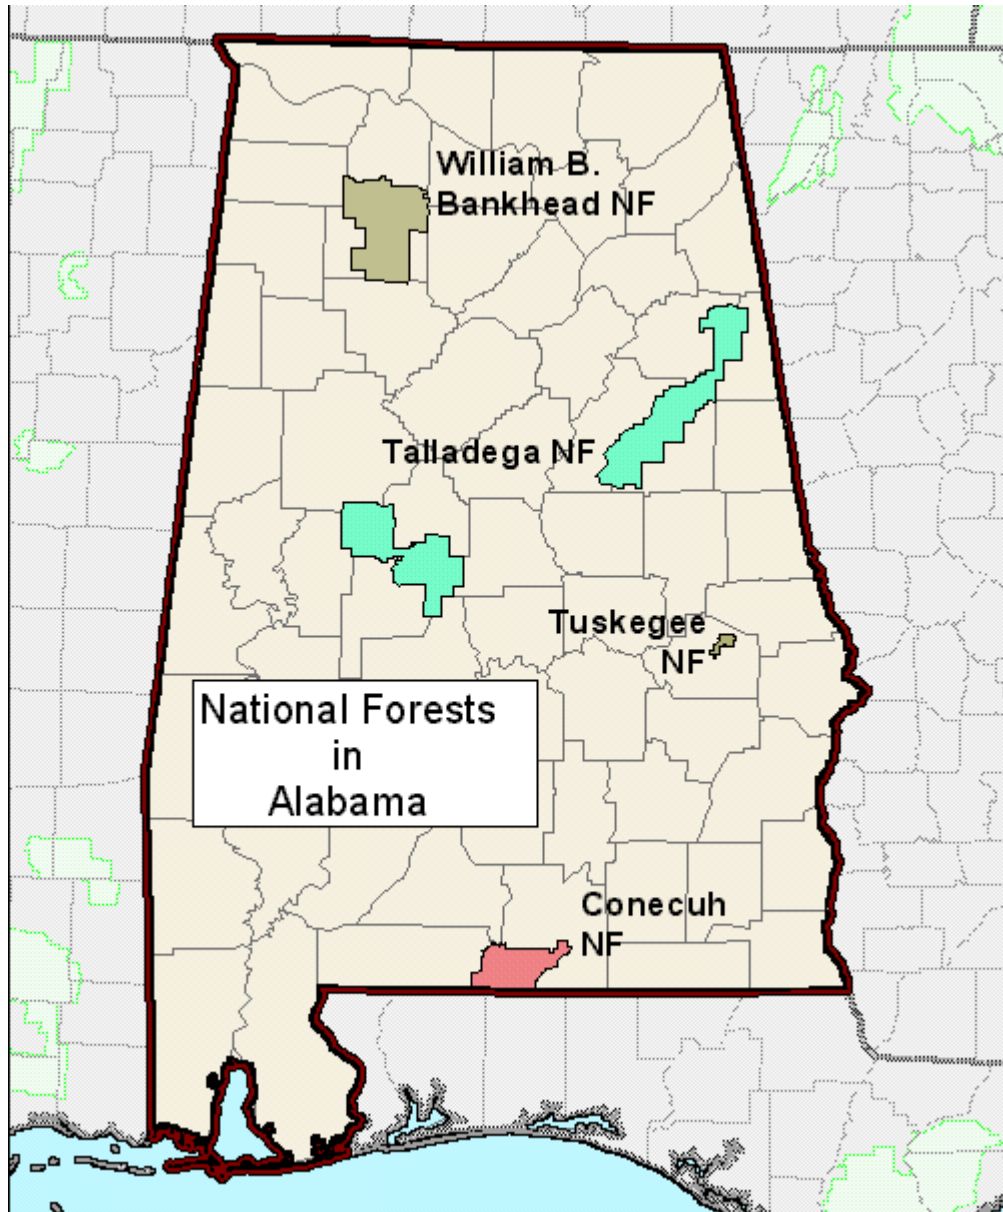 William B.
Bankhead NF
Talladega NF
Tuskegee
NF
National Forests
in
Alabama
Conecuh
NF